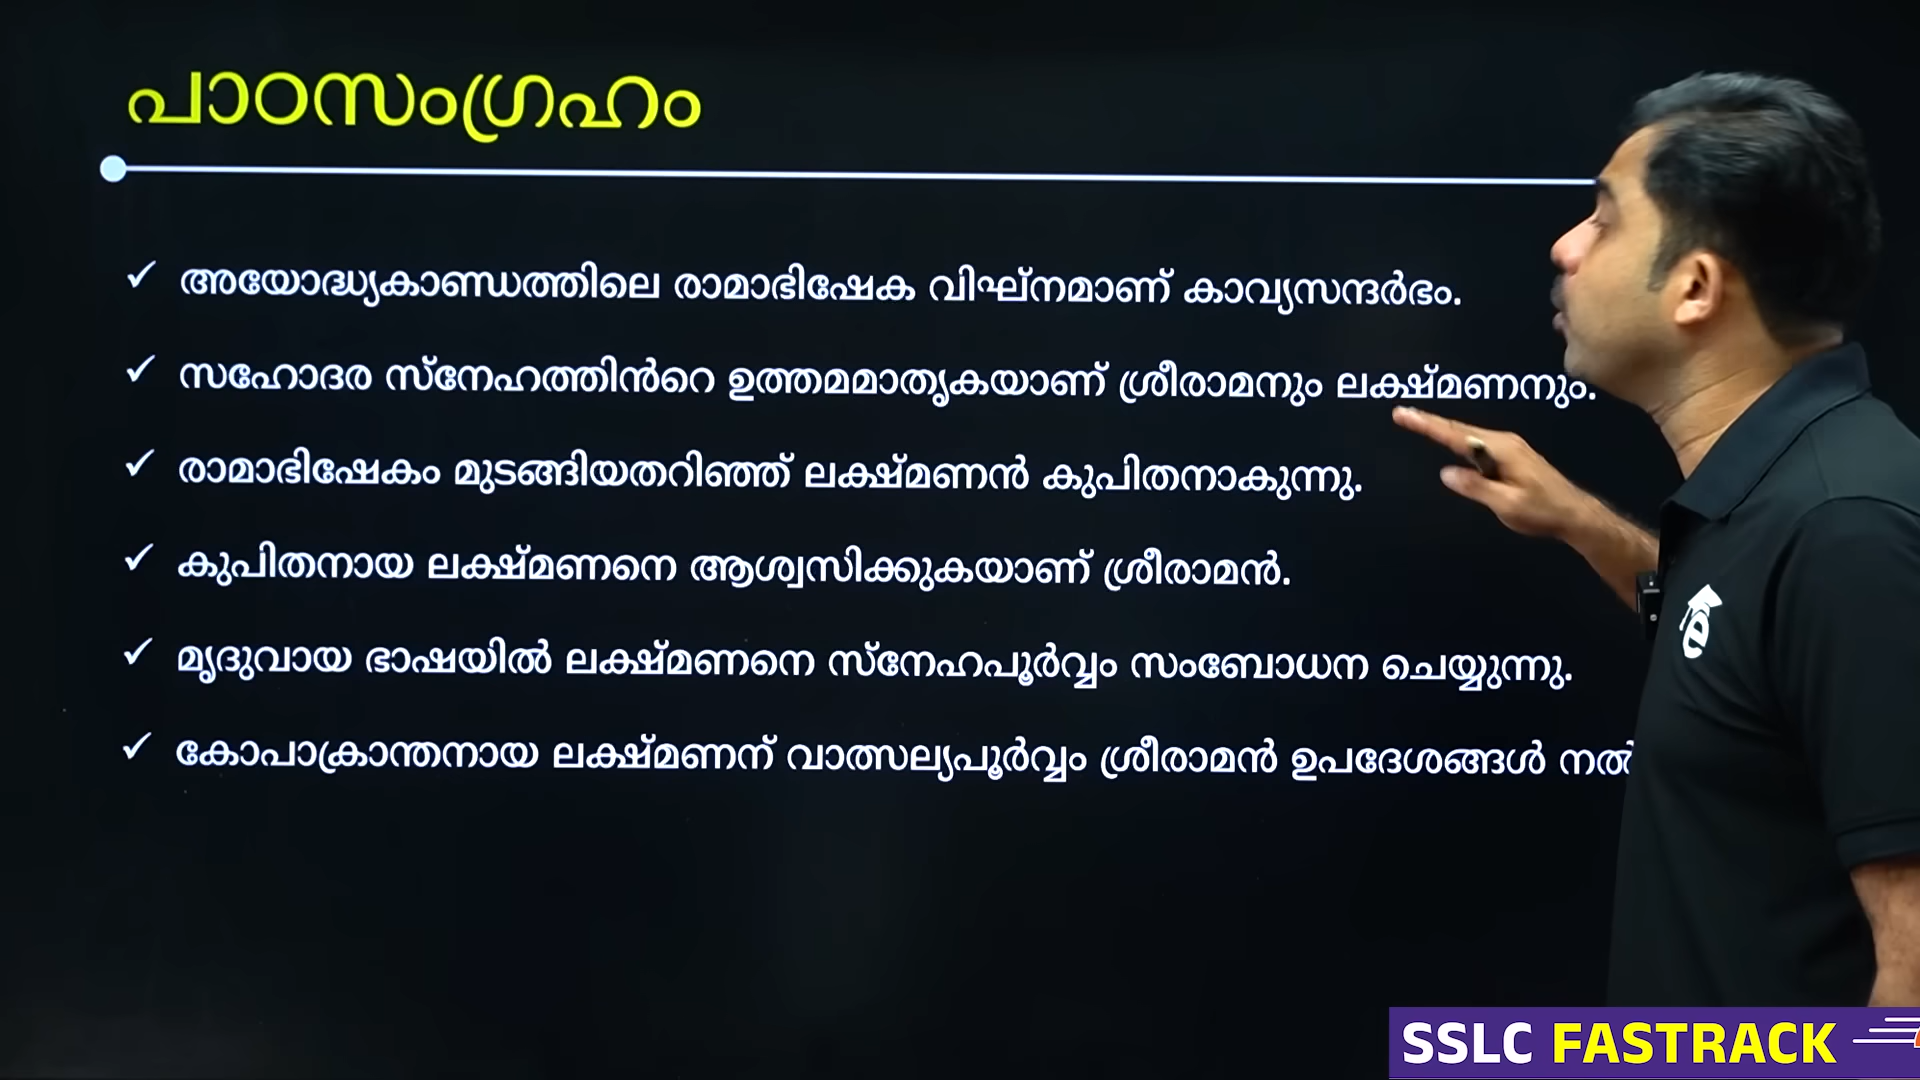 പാഠസംഗ്രഹം
✓ അയോദ്ധ്യകാണ്ഡത്തിലെ രാമാഭിഷേക വിഘ്നമാണ് കാവ്യസന്ദർഭം.
✓ സഹോദര സ്നേഹത്തിൻറെ ഉത്തമമാതൃകയാണ് ശ്രീരാമനും ലക്ഷ്മണനും.
✓ രാമാഭിഷേകം മുടങ്ങിയതറിഞ്ഞ് ലക്ഷ്മണൻ കുപിതനാകുന്നു.
✓ കുപിതനായ ലക്ഷ്മണനെ ആശ്വസിക്കുകയാണ് ശ്രീരാമൻ.
✓ മൃദുവായ ഭാഷയിൽ ലക്ഷ്മണനെ സ്നേഹപൂർവ്വം സംബോധന ചെയ്യുന്നു.
✓ കോപാക്രാന്തനായ ലക്ഷ്മണന് വാത്സല്യപൂർവ്വം ശ്രീരാമൻ ഉപദേശങ്ങൾ
SSLC FASTRACK